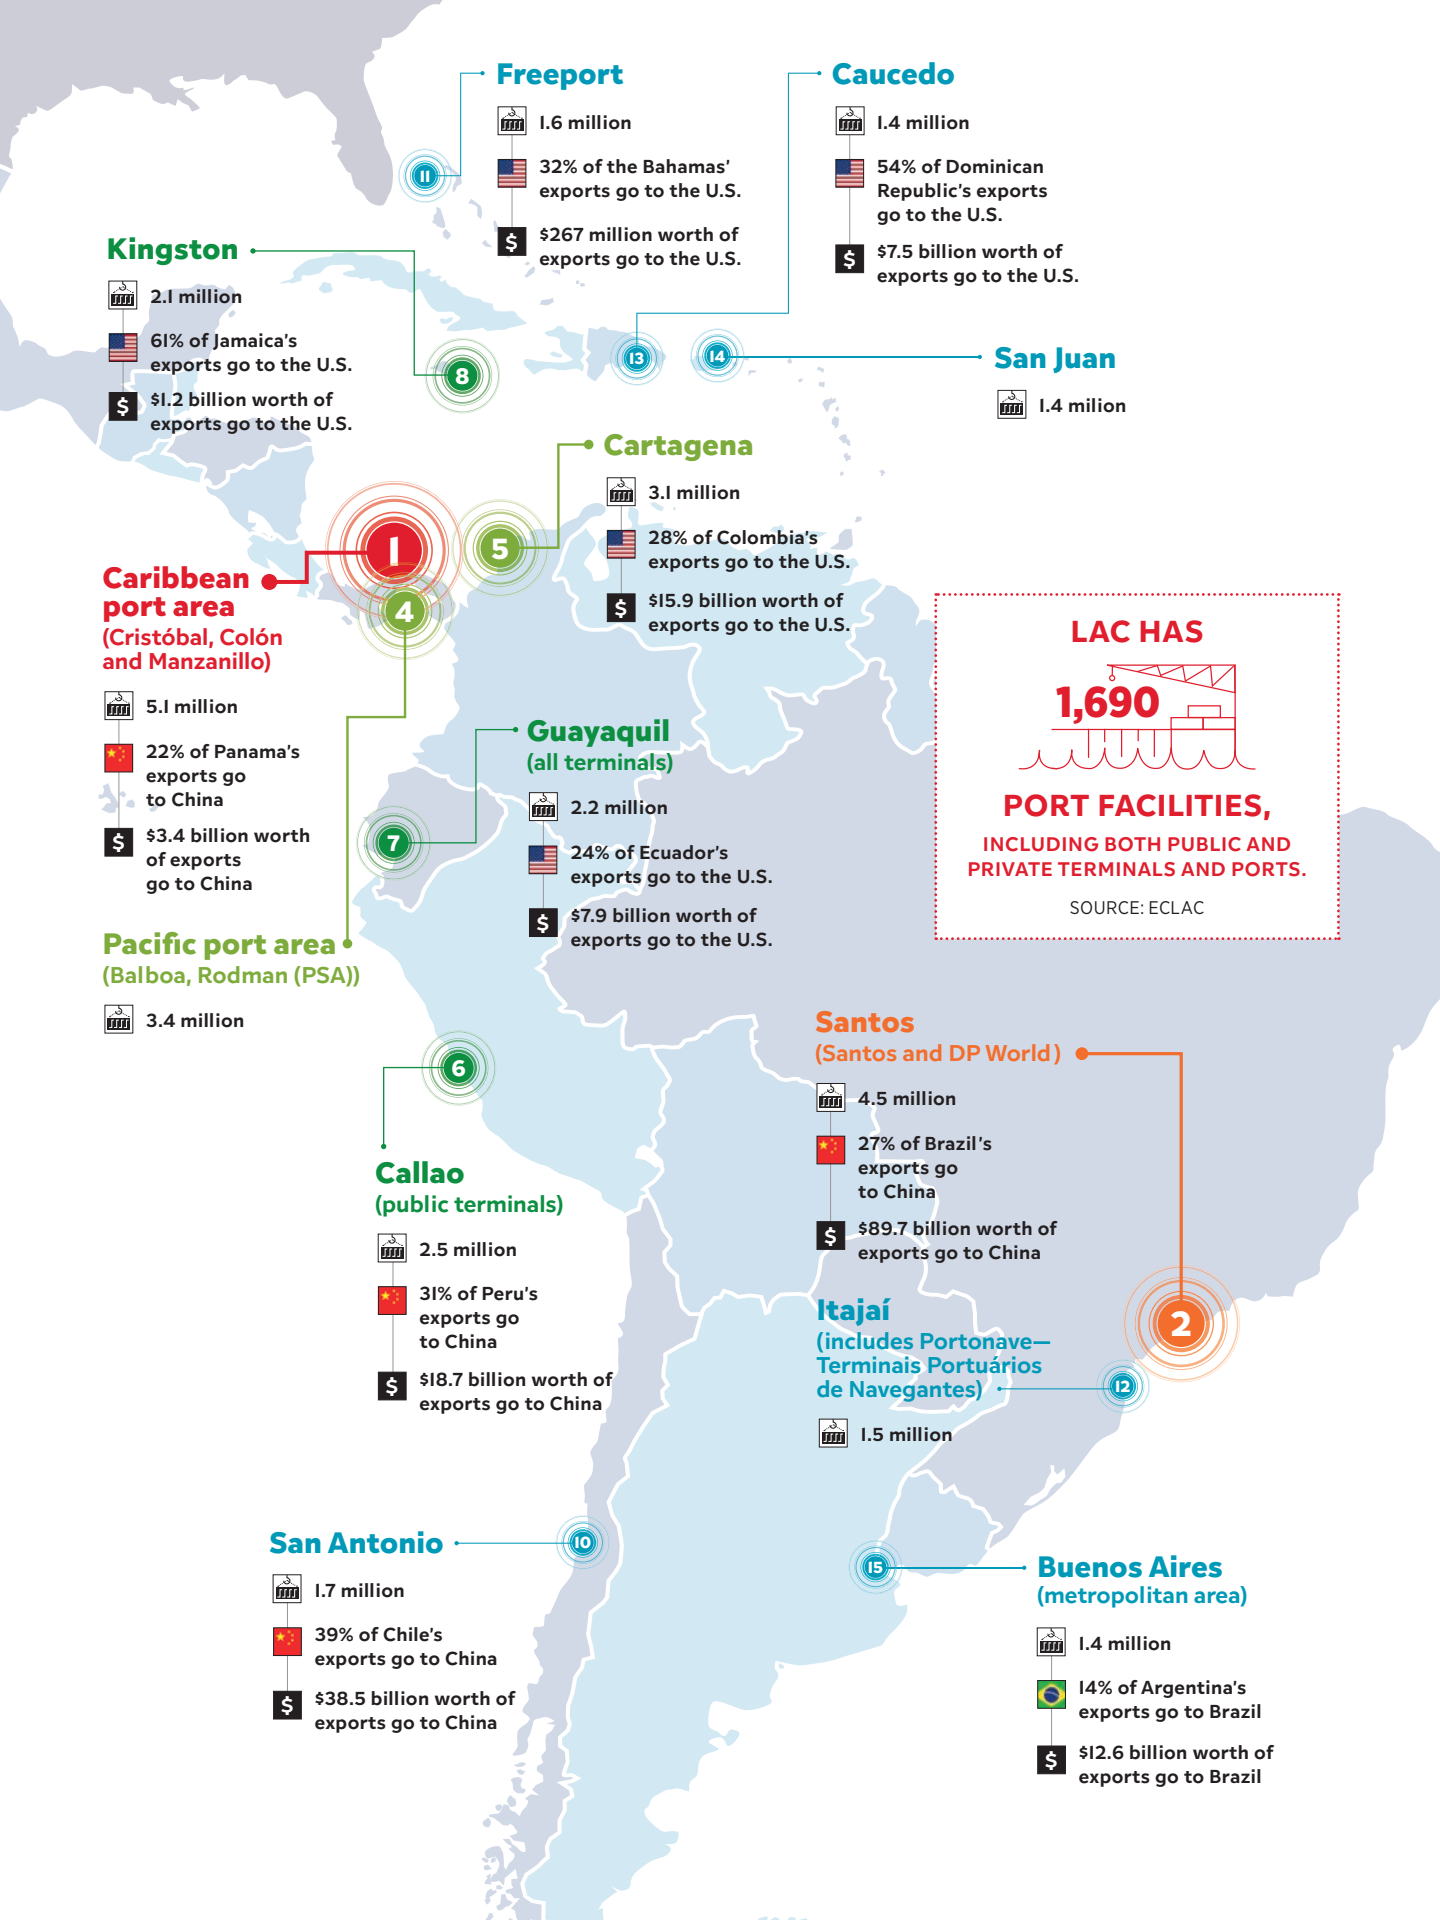 Freeport
1.6 million
32% of the Bahamas'
exports go to the U.S.
$267 million worth of
exports go to the U.S.
Caucedo
1.4 million
54% of Dominican
Republic's exports
go to the U.S.
$7.5 billion worth of
exports go to the U.S.
11
Kingston
2.1 million
61% of Jamaica's
exports go to the U.S.
$1.2 billion worth of
exports go to the U.S.
8
13
14
San Juan
1.4 milion
Cartagena
3.1 million
28% of Colombia's
exports go to the U.S.
$15.9 billion worth of
exports go to the U.S.
1
5
4
Caribbean
port area
(Cristóbal, Colón
and Manzanillo)
5.1 million
22% of Panama's
exports go
to China
$3.4 billion worth
of exports
go to China
LAC HAS
1,690
PORT FACILITIES,
INCLUDING BOTH PUBLIC AND
PRIVATE TERMINALS AND PORTS.
SOURCE: ECLAC
Guayaquil
(all terminals)
2.2 million
24% of Ecuador's
exports go to the U.S.
$7.9 billion worth of
exports go to the U.S.
7
Pacific port area
(Balboa, Rodman (PSA))
3.4 million
6
Callao
(public terminals)
2.5 million
31% of Peru's
exports go
to China
$18.7 billion worth of
exports go to China
Santos
(Santos and DP World)
4.5 million
27% of Brazil's
exports go
to China
$89.7 billion worth of
exports go to China
2
Itajaí
(includes Portonave—
Terminais Portuários
de Navegantes)
1.5 million
12
San Antonio
1.7 million
39% of Chile's
exports go to China
$38.5 billion worth of
exports go to China
10
15
Buenos Aires
(metropolitan area)
1.4 million
14% of Argentina's
exports go to Brazil
$12.6 billion worth of
exports go to Brazil